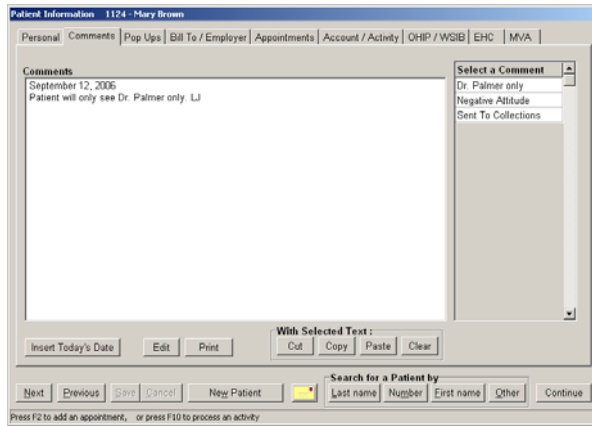 Patient Information 1124 - Mary Brown
Personal Comments Pop Ups Bill To / Employer Appointments Account / Activity OHIP / WSIB EHC MVA
Comments
September 12, 2006
Patient will only see Dr. Palmer only. LJ
Select a Comment
Dr. Palmer only
Negative Attitude
Sent To Collections
With Selected Text :
Insert Today's Date Edit Print Cut Copy Paste Clear
Search for a Patient by
Next Previous Save Cancel New Patient Last name Number First name Other Continue
Press F2 to add an appointment, or press F10 to process an activity